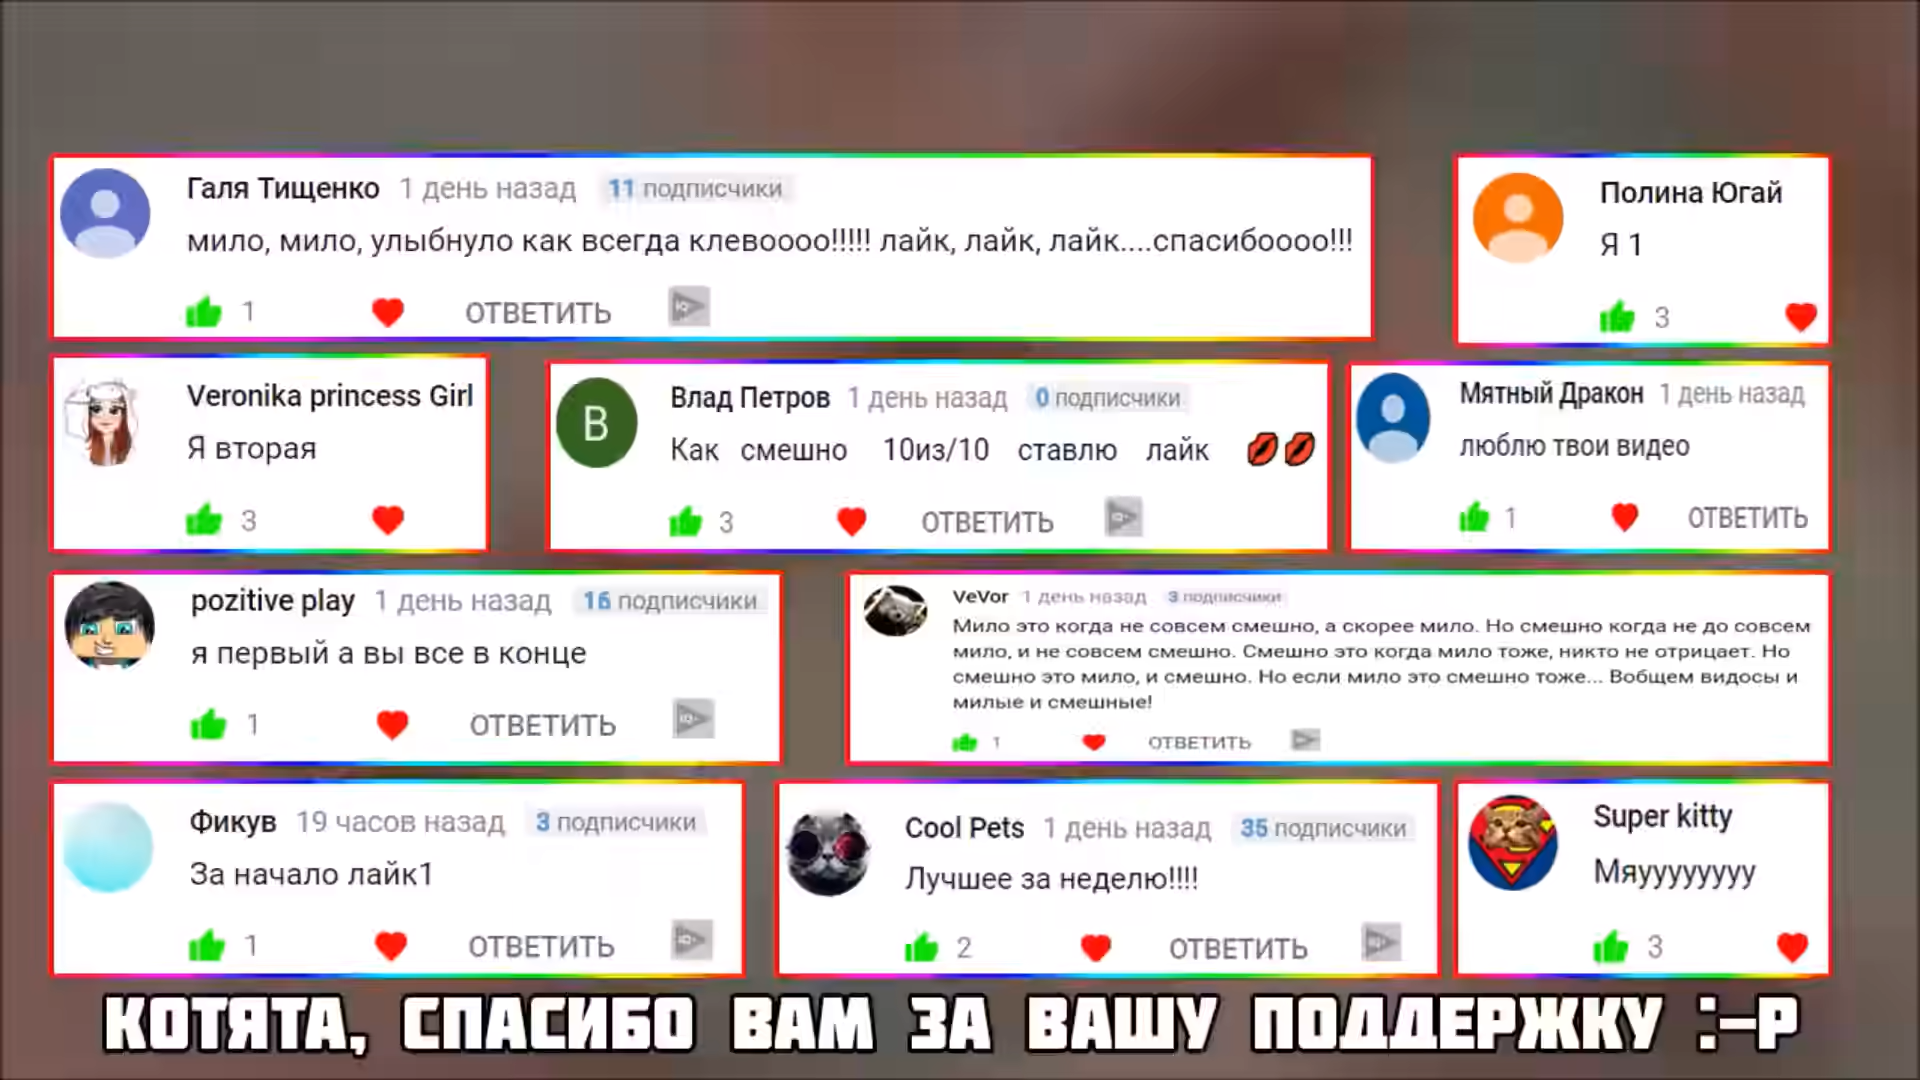 Галя Тищенко 1 день назад 11 подписчики
мило, мило, улыбнуло как всегда клевоооо!!!!! лайк, лайк, лайк....спасибоооо!!!
1 ОТВЕТИТЬ
Полина Югай
Я 1
3
Veronika princess Girl
Я вторая
3
В
Влад Петров 1 день назад 0 подписчики
Как смешно 10из/10 ставлю лайк
3 ОТВЕТИТЬ
Мятный Дракон 1 день назад
люблю твои видео
1 ОТВЕТИТЬ
pozitive play 1 день назад 16 подписчики
я первый а вы все в конце
1 ОТВЕТИТЬ
VeVor 1 день назад 3 подписчики
Мило это когда не совсем смешно, а скорее мило. Но смешно когда не до совсем
мило, и не совсем смешно. Смешно это когда мило тоже, никто не отрицает. Но
смешно это мило, и смешно. Но если мило это смешно тоже... Вобщем видосы и
милые и смешные!
1 ОТВЕТИТЬ
Фикув 19 часов назад 3 подписчики
За начало лайк1
1 ОТВЕТИТЬ
Cool Pets 1 день назад 35 подписчики
Лучшее за неделю!!!!
2 ОТВЕТИТЬ
Super kitty
Мяуууууууу
3
КОТЯТА, СПАСИБО ВАМ ЗА ВАШУ ПОДДЕРЖКУ :-Р